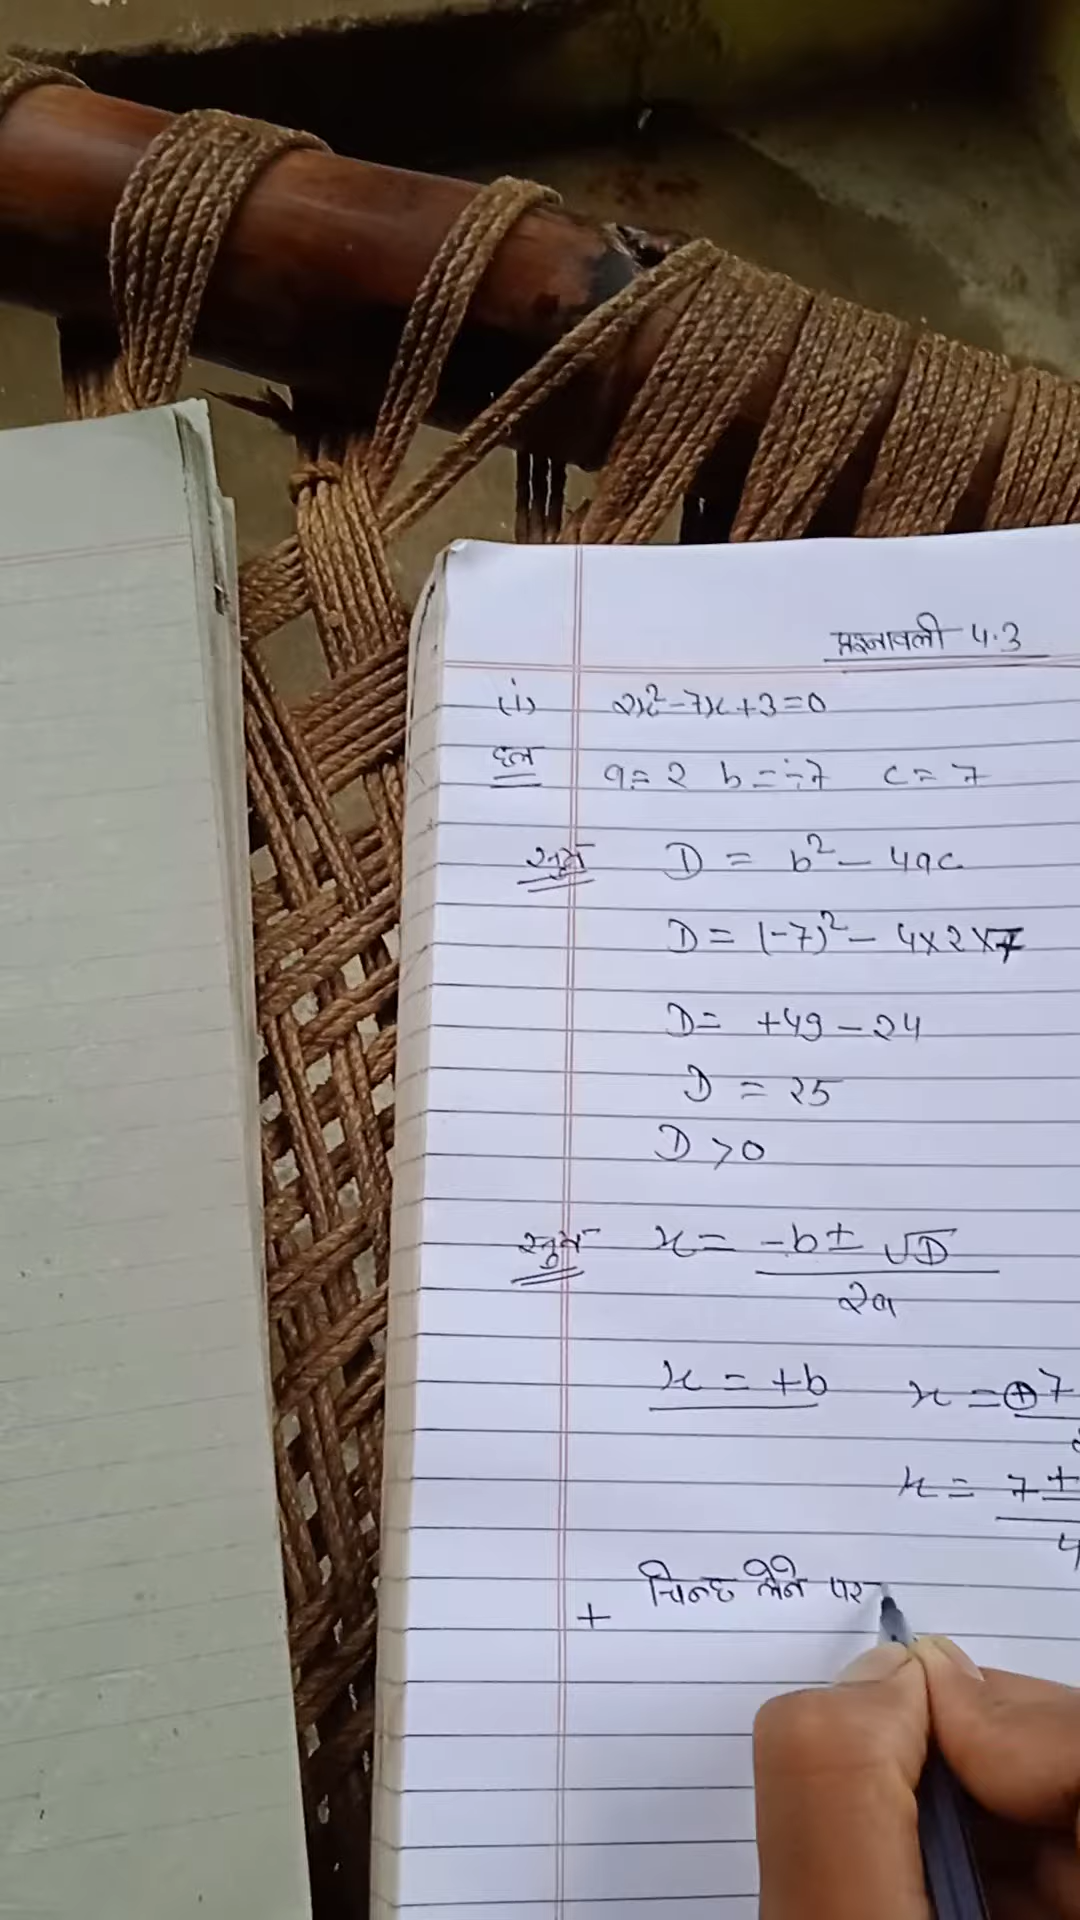 प्रश्नावली 4.3
(i) 2x² - 7x + 3 = 0
हल a = 2 b = -7 c = 7
सूत्र D = b² - 4ac
D = (-7)² - 4×2×7
D = +49 - 24
D = 25
D > 0
सूत्र x = -b ± √D / 2a
x = +b x = +7
x = 7 ± / 4
+ चिन्ह लेने पर